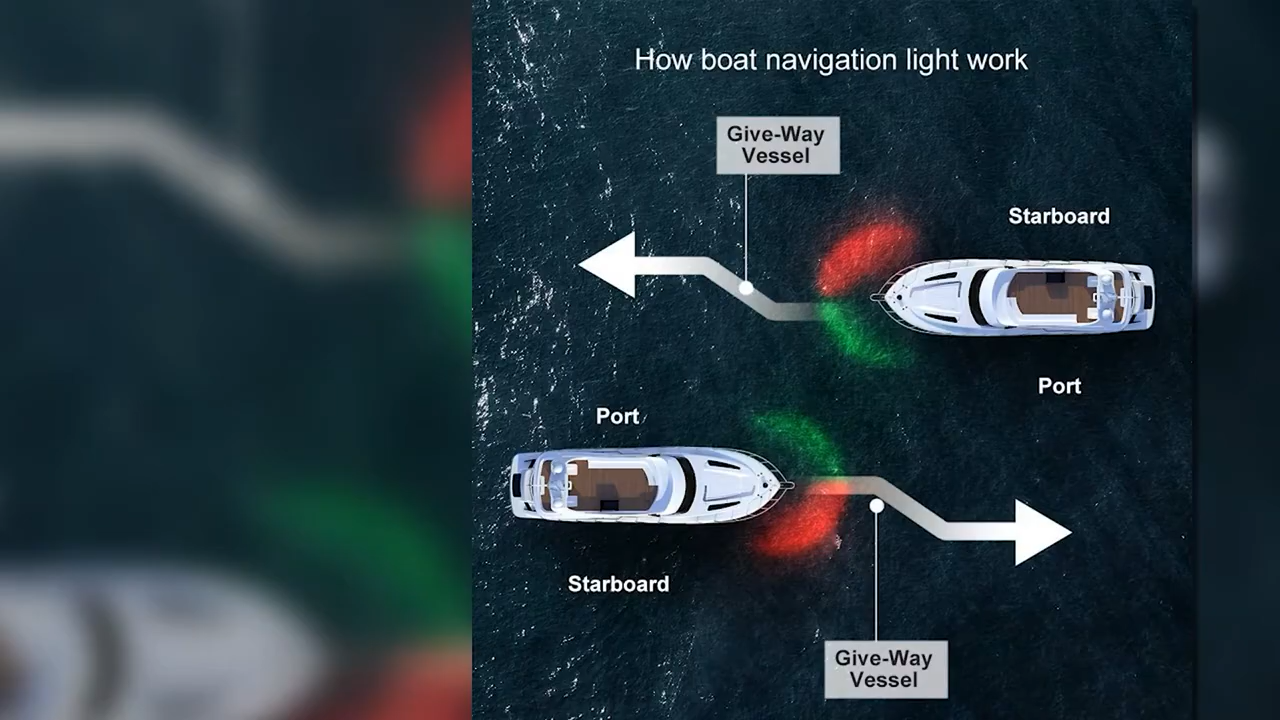 How boat navigation light work
Give-Way
Vessel
Starboard
Port
Port
Starboard
Give-Way
Vessel